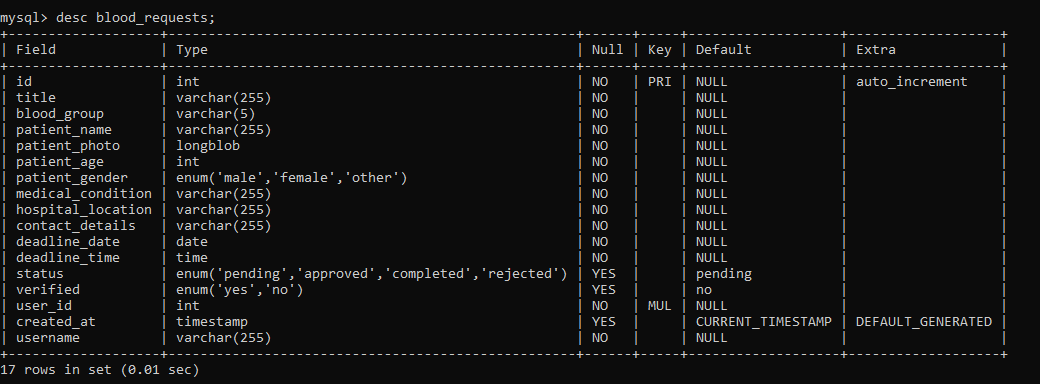 mysql> desc blood_requests;
+-------------------+--------------------------------------------------+------+-----+-------------------+-------------------+
| Field             | Type                                             | Null | Key | Default           | Extra             |
+-------------------+--------------------------------------------------+------+-----+-------------------+-------------------+
| id                | int                                              | NO   | PRI | NULL              | auto_increment    |
| title             | varchar(255)                                     | NO   |     | NULL              |                   |
| blood_group       | varchar(5)                                       | NO   |     | NULL              |                   |
| patient_name      | varchar(255)                                     | NO   |     | NULL              |                   |
| patient_photo     | longblob                                         | NO   |     | NULL              |                   |
| patient_age       | int                                              | NO   |     | NULL              |                   |
| patient_gender    | enum('male','female','other')                    | NO   |     | NULL              |                   |
| medical_condition | varchar(255)                                     | NO   |     | NULL              |                   |
| hospital_location | varchar(255)                                     | NO   |     | NULL              |                   |
| contact_details   | varchar(255)                                     | NO   |     | NULL              |                   |
| deadline_date     | date                                             | NO   |     | NULL              |                   |
| deadline_time     | time                                             | NO   |     | NULL              |                   |
| status            | enum('pending','approved','completed','rejected') | YES  |     | pending           |                   |
| verified          | enum('yes','no')                                 | YES  |     | no                |                   |
| user_id           | int                                              | NO   | MUL | NULL              |                   |
| created_at        | timestamp                                        | YES  |     | CURRENT_TIMESTAMP | DEFAULT_GENERATED |
| username          | varchar(255)                                     | NO   |     | NULL              |                   |
+-------------------+--------------------------------------------------+------+-----+-------------------+-------------------+
17 rows in set (0.01 sec)